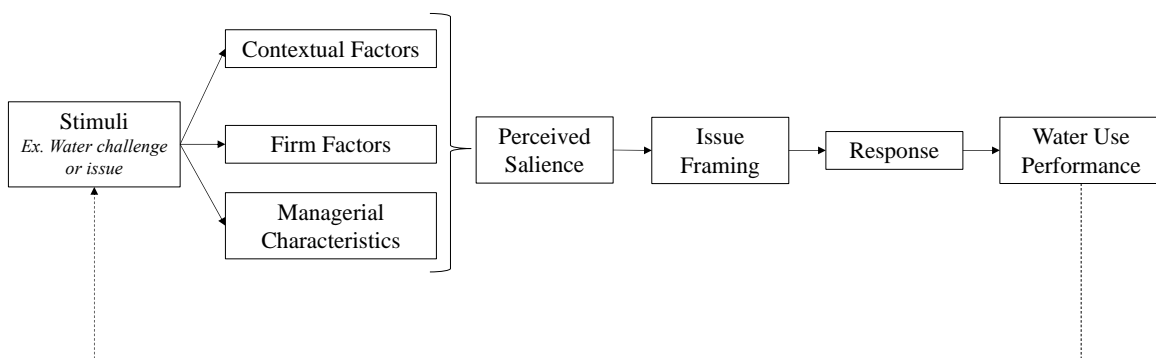 Contextual Factors
Stimuli
Ex. Water challenge
or issue
Firm Factors
Managerial
Characteristics
Perceived
Salience
Issue
Framing
Response
Water Use
Performance